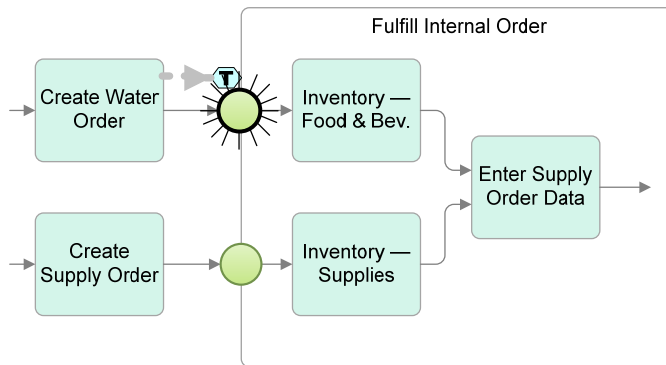 Fulfill Internal Order
T
Create Water
Order
Inventory —
Food & Bev.
Enter Supply
Order Data
Create
Supply Order
Inventory —
Supplies